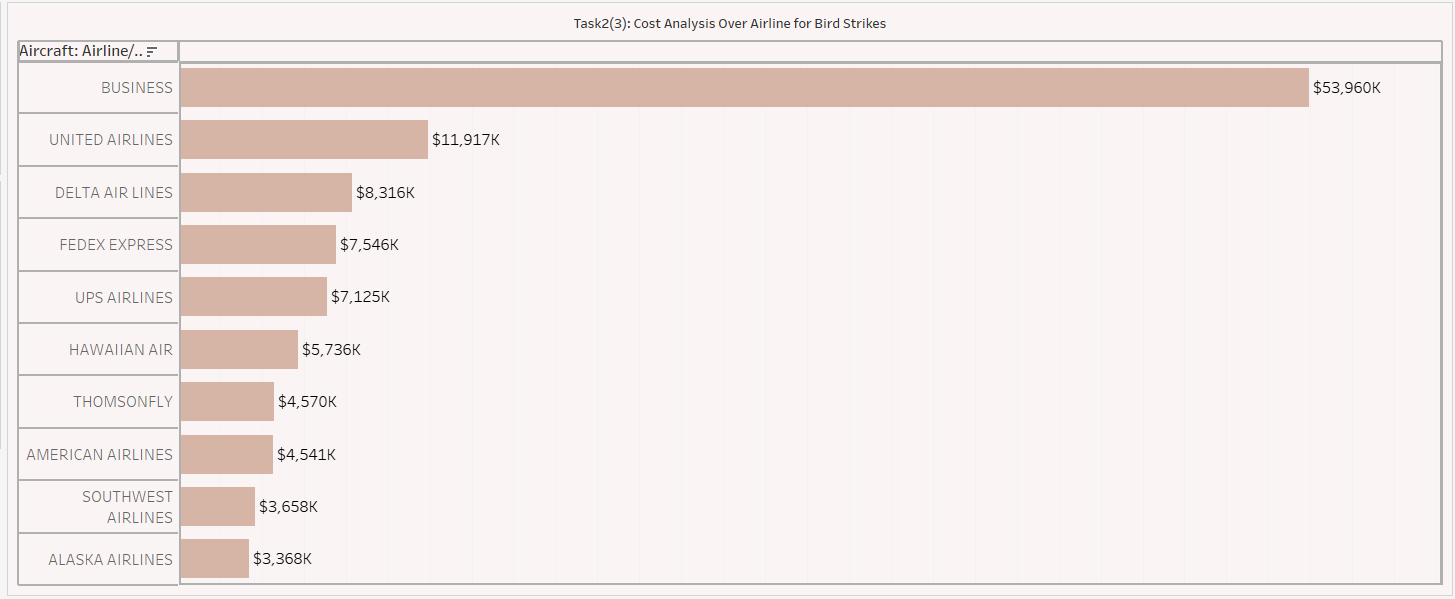 Task2(3): Cost Analysis Over Airline for Bird Strikes
Aircraft: Airline/..
BUSINESS $53,960K
UNITED AIRLINES $11,917K
DELTA AIR LINES $8,316K
FEDEX EXPRESS $7,546K
UPS AIRLINES $7,125K
HAWAIIAN AIR $5,736K
THOMSONFLY $4,570K
AMERICAN AIRLINES $4,541K
SOUTHWEST
AIRLINES $3,658K
ALASKA AIRLINES $3,368K